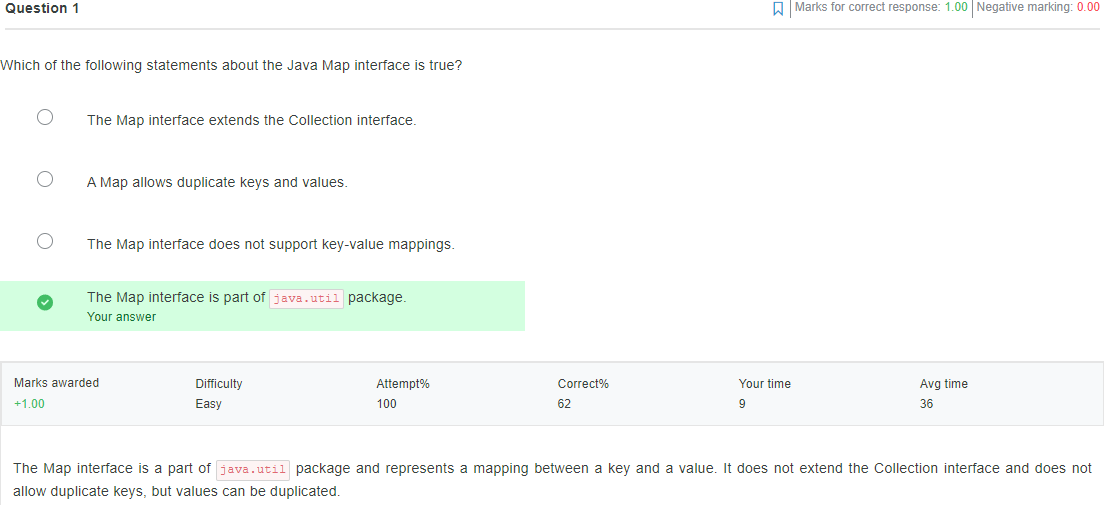 Question 1 Marks for correct response: 1.00 Negative marking: 0.00
Which of the following statements about the Java Map interface is true?
The Map interface extends the Collection interface.
A Map allows duplicate keys and values.
The Map interface does not support key-value mappings.
The Map interface is part of java.util package.
Your answer
Marks awarded Difficulty Attempt% Correct% Your time Avg time
+1.00 Easy 100 62 9 36
The Map interface is a part of java.util package and represents a mapping between a key and a value. It does not extend the Collection interface and does not
allow duplicate keys, but values can be duplicated.